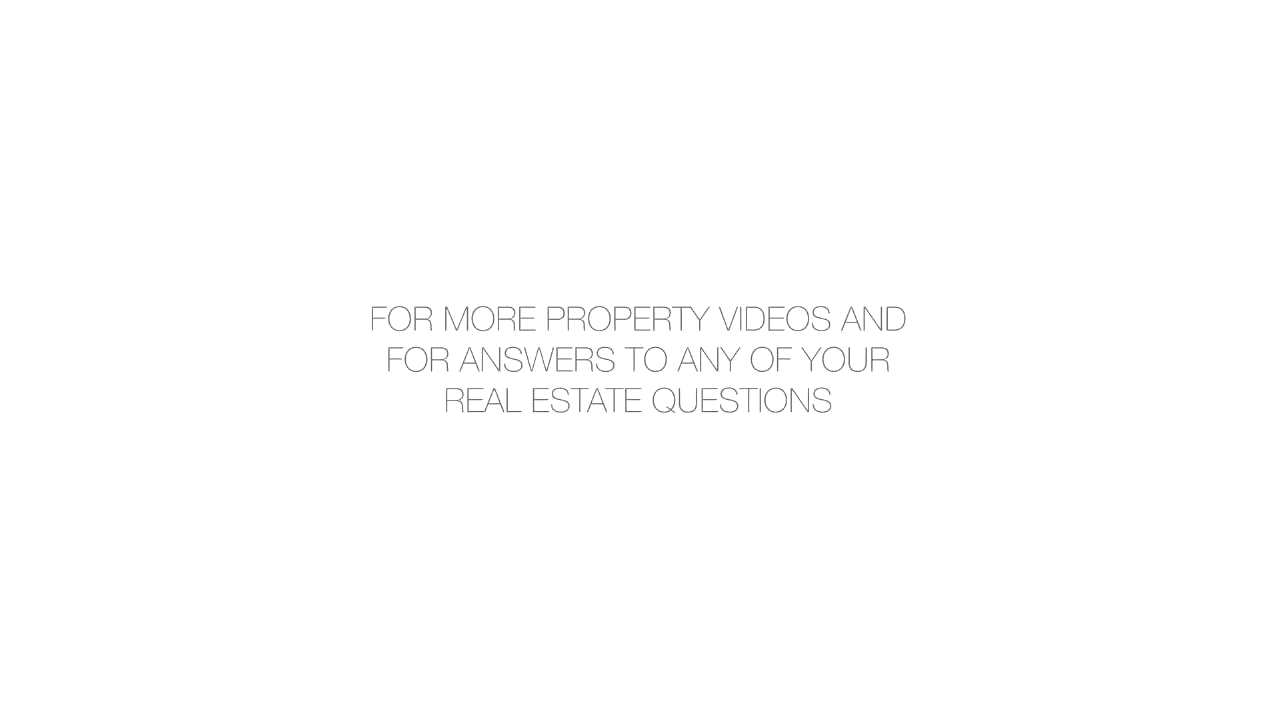 FOR MORE PROPERTY VIDEOS AND
FOR ANSWERS TO ANY OF YOUR
REAL ESTATE QUESTIONS